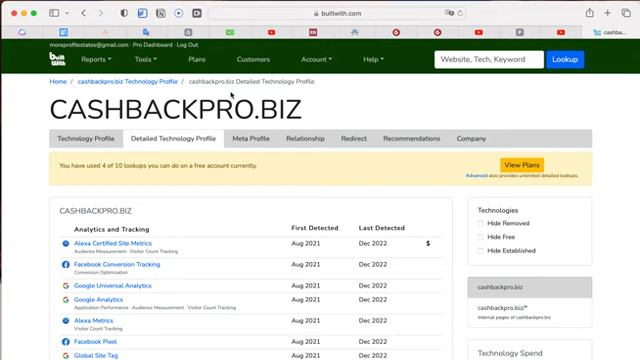 builtwith.com
cashba
moreprofitestates@gmail.com · Pro Dashboard · Log Out
built with
Reports
Tools
Plans
Customers
Account
Help
Website, Tech, Keyword
Lookup
Home / cashbackpro.biz Technology Profile / cashbackpro.biz Detailed Technology Profile
CASHBACKPRO.BIZ
Technology Profile
Detailed Technology Profile
Meta Profile
Relationship
Redirect
Recommendations
Company
You have used 4 of 10 lookups you can do on a free account currently.
View Plans
Advanced also provides unlimited detailed lookups.
CASHBACKPRO.BIZ
Analytics and Tracking
First Detected
Last Detected
Alexa Certified Site Metrics
Aug 2021
Dec 2022
$
Audience Measurement · Visitor Count Tracking
Facebook Conversion Tracking
Aug 2021
Dec 2022
Conversion Optimization
Google Universal Analytics
Aug 2021
Dec 2022
Google Analytics
Aug 2021
Dec 2022
Application Performance · Audience Measurement · Visitor Count Tracking
Alexa Metrics
Aug 2021
Dec 2022
Visitor Count Tracking
Facebook Pixel
Aug 2021
Dec 2022
Global Site Tag
Aug 2021
Dec 2022
Technologies
Hide Removed
Hide Free
Hide Established
cashbackpro.biz
cashbackpro.biz/*
Internal pages of cashbackpro.biz
Technology Spend